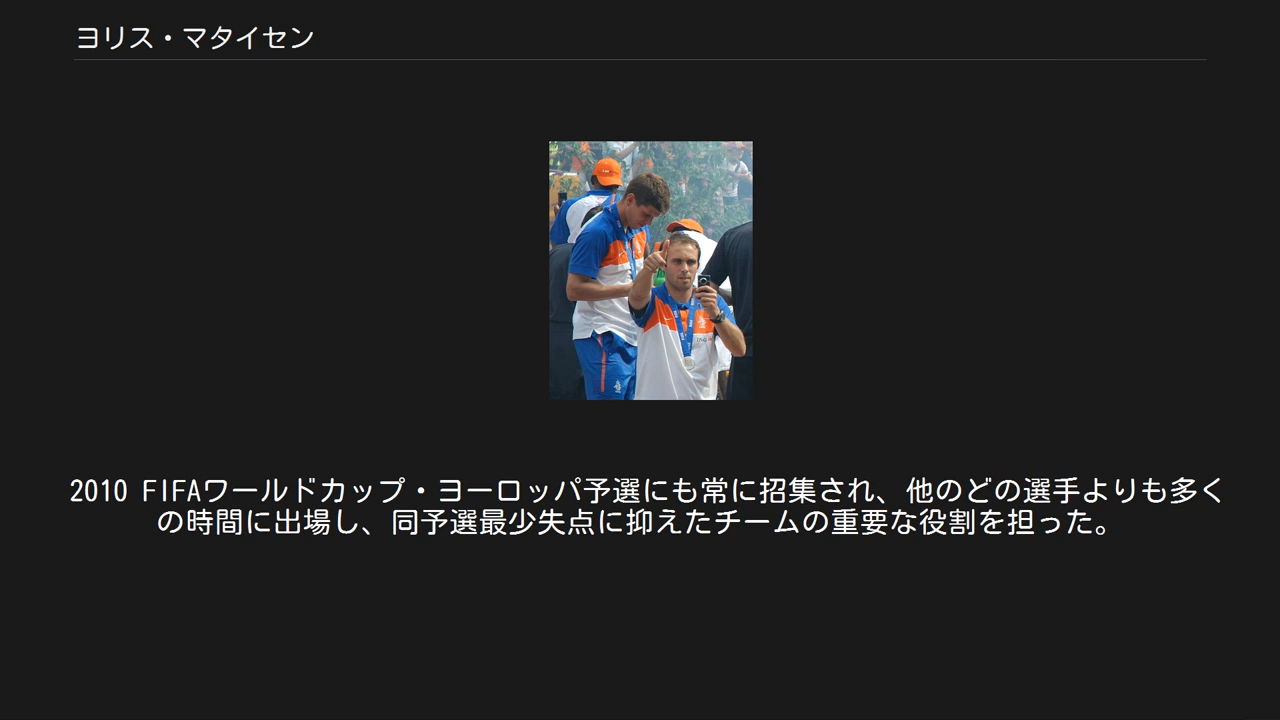 ヨリス・マタイセン
2010 FIFAワールドカップ・ヨーロッパ予選にも常に招集され、他のどの選手よりも多く
の時間に出場し、同予選最少失点に抑えたチームの重要な役割を担った。